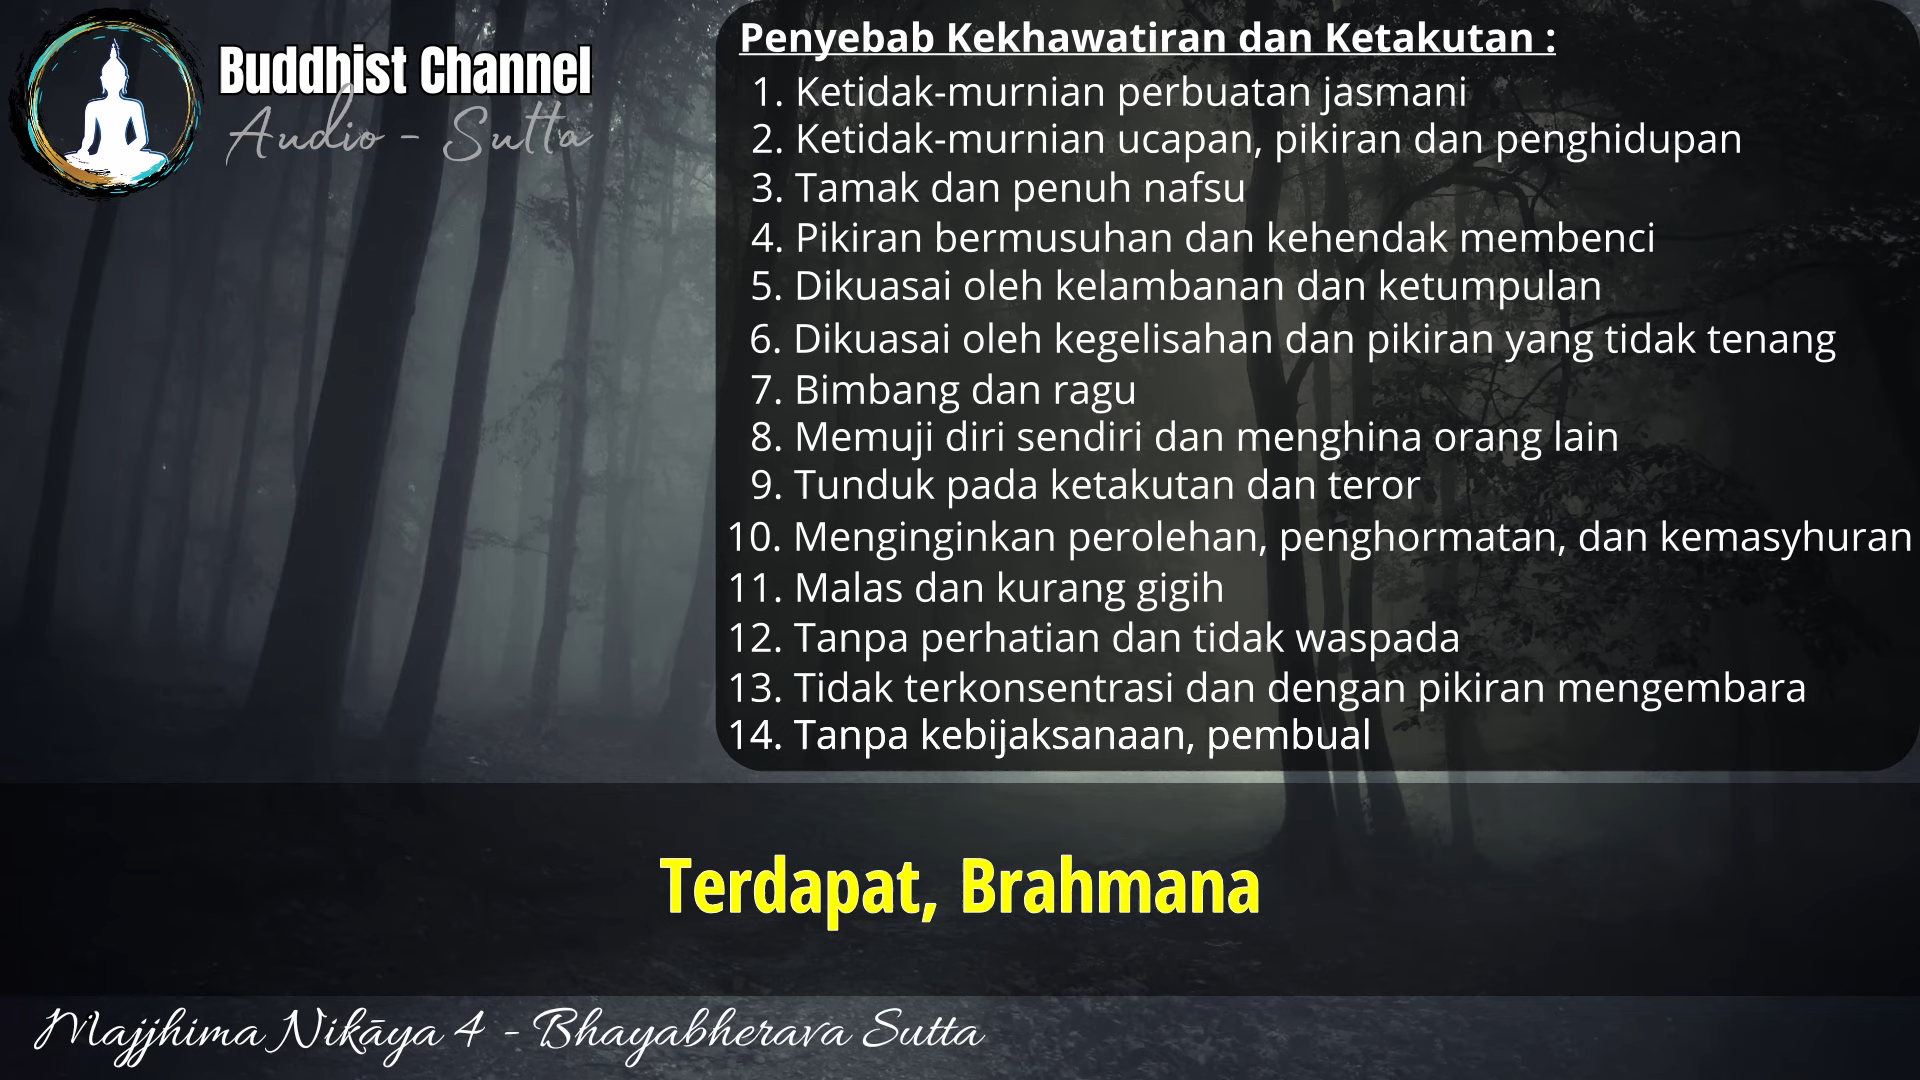 Buddhist Channel
Audio - Sutta
Penyebab Kekhawatiran dan Ketakutan :
1. Ketidak-murnian perbuatan jasmani
2. Ketidak-murnian ucapan, pikiran dan penghidupan
3. Tamak dan penuh nafsu
4. Pikiran bermusuhan dan kehendak membenci
5. Dikuasai oleh kelambanan dan ketumpulan
6. Dikuasai oleh kegelisahan dan pikiran yang tidak tenang
7. Bimbang dan ragu
8. Memuji diri sendiri dan menghina orang lain
9. Tunduk pada ketakutan dan teror
10. Menginginkan perolehan, penghormatan, dan kemasyhuran
11. Malas dan kurang gigih
12. Tanpa perhatian dan tidak waspada
13. Tidak terkonsentrasi dan dengan pikiran mengembara
14. Tanpa kebijaksanaan, pembual
Terdapat, Brahmana
Majjhima Nikāya 4 - Bhayabherava Sutta